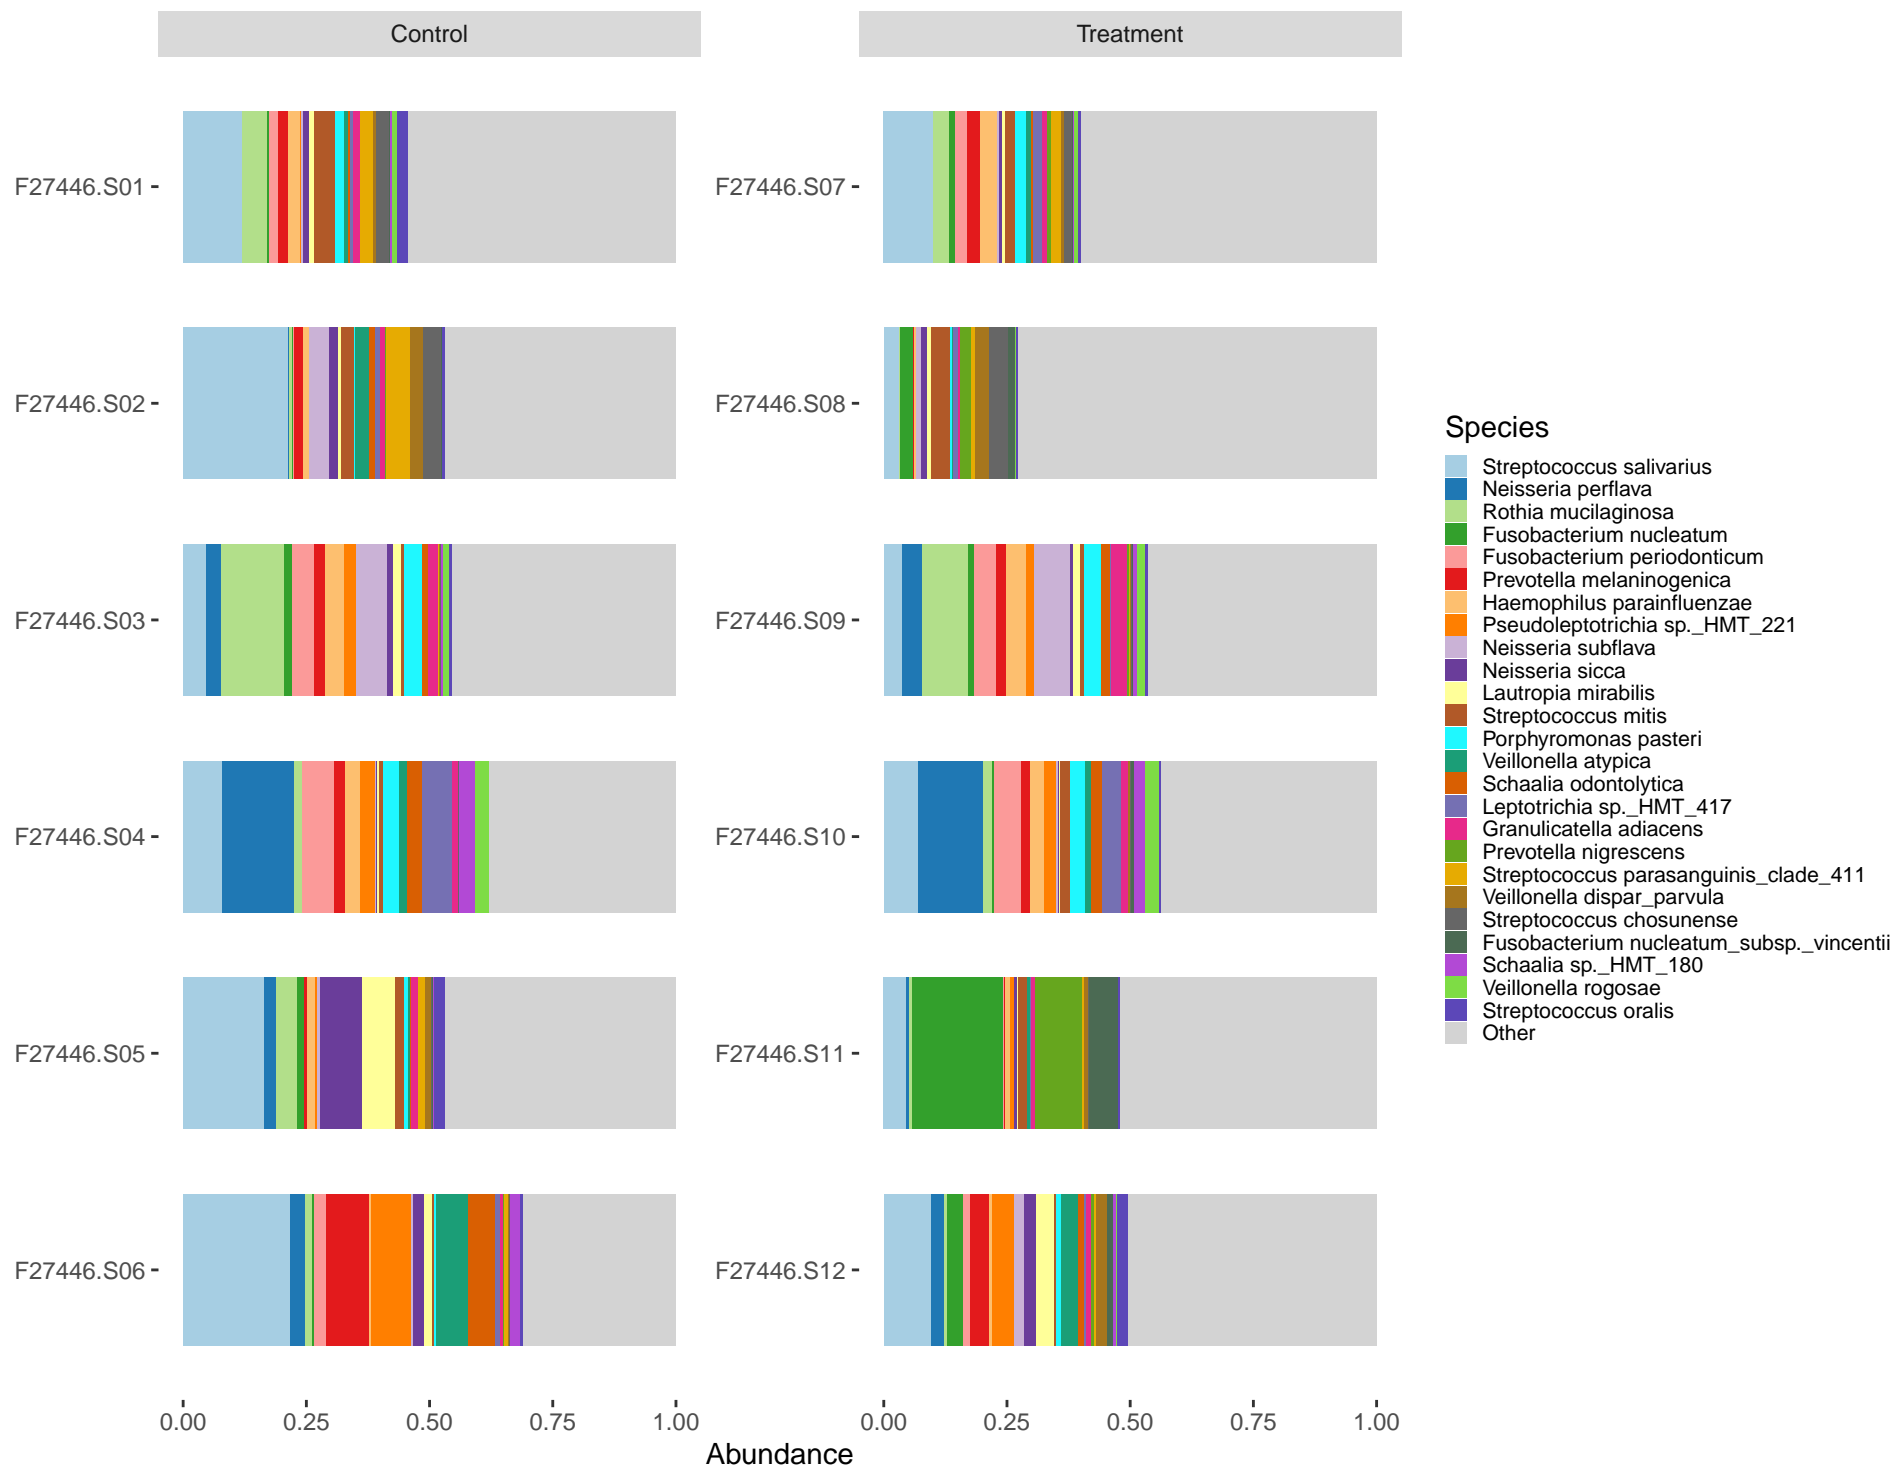 Control
Treatment
F27446.S01
F27446.S07
F27446.S02
F27446.S08
F27446.S03
F27446.S09
F27446.S04
F27446.S10
F27446.S05
F27446.S11
F27446.S06
F27446.S12
0.00 0.25 0.50 0.75 1.00
0.00 0.25 0.50 0.75 1.00
Abundance
Species
Streptococcus salivarius
Neisseria perflava
Rothia mucilaginosa
Fusobacterium nucleatum
Fusobacterium periodonticum
Prevotella melaninogenica
Haemophilus parainfluenzae
Pseudoleptotrichia sp._HMT_221
Neisseria subflava
Neisseria sicca
Lautropia mirabilis
Streptococcus mitis
Porphyromonas pasteri
Veillonella atypica
Schaalia odontolytica
Leptotrichia sp._HMT_417
Granulicatella adiacens
Prevotella nigrescens
Streptococcus parasanguinis_clade_411
Veillonella dispar_parvula
Streptococcus chosunense
Fusobacterium nucleatum_subsp._vincentii
Schaalia sp._HMT_180
Veillonella rogosae
Streptococcus oralis
Other